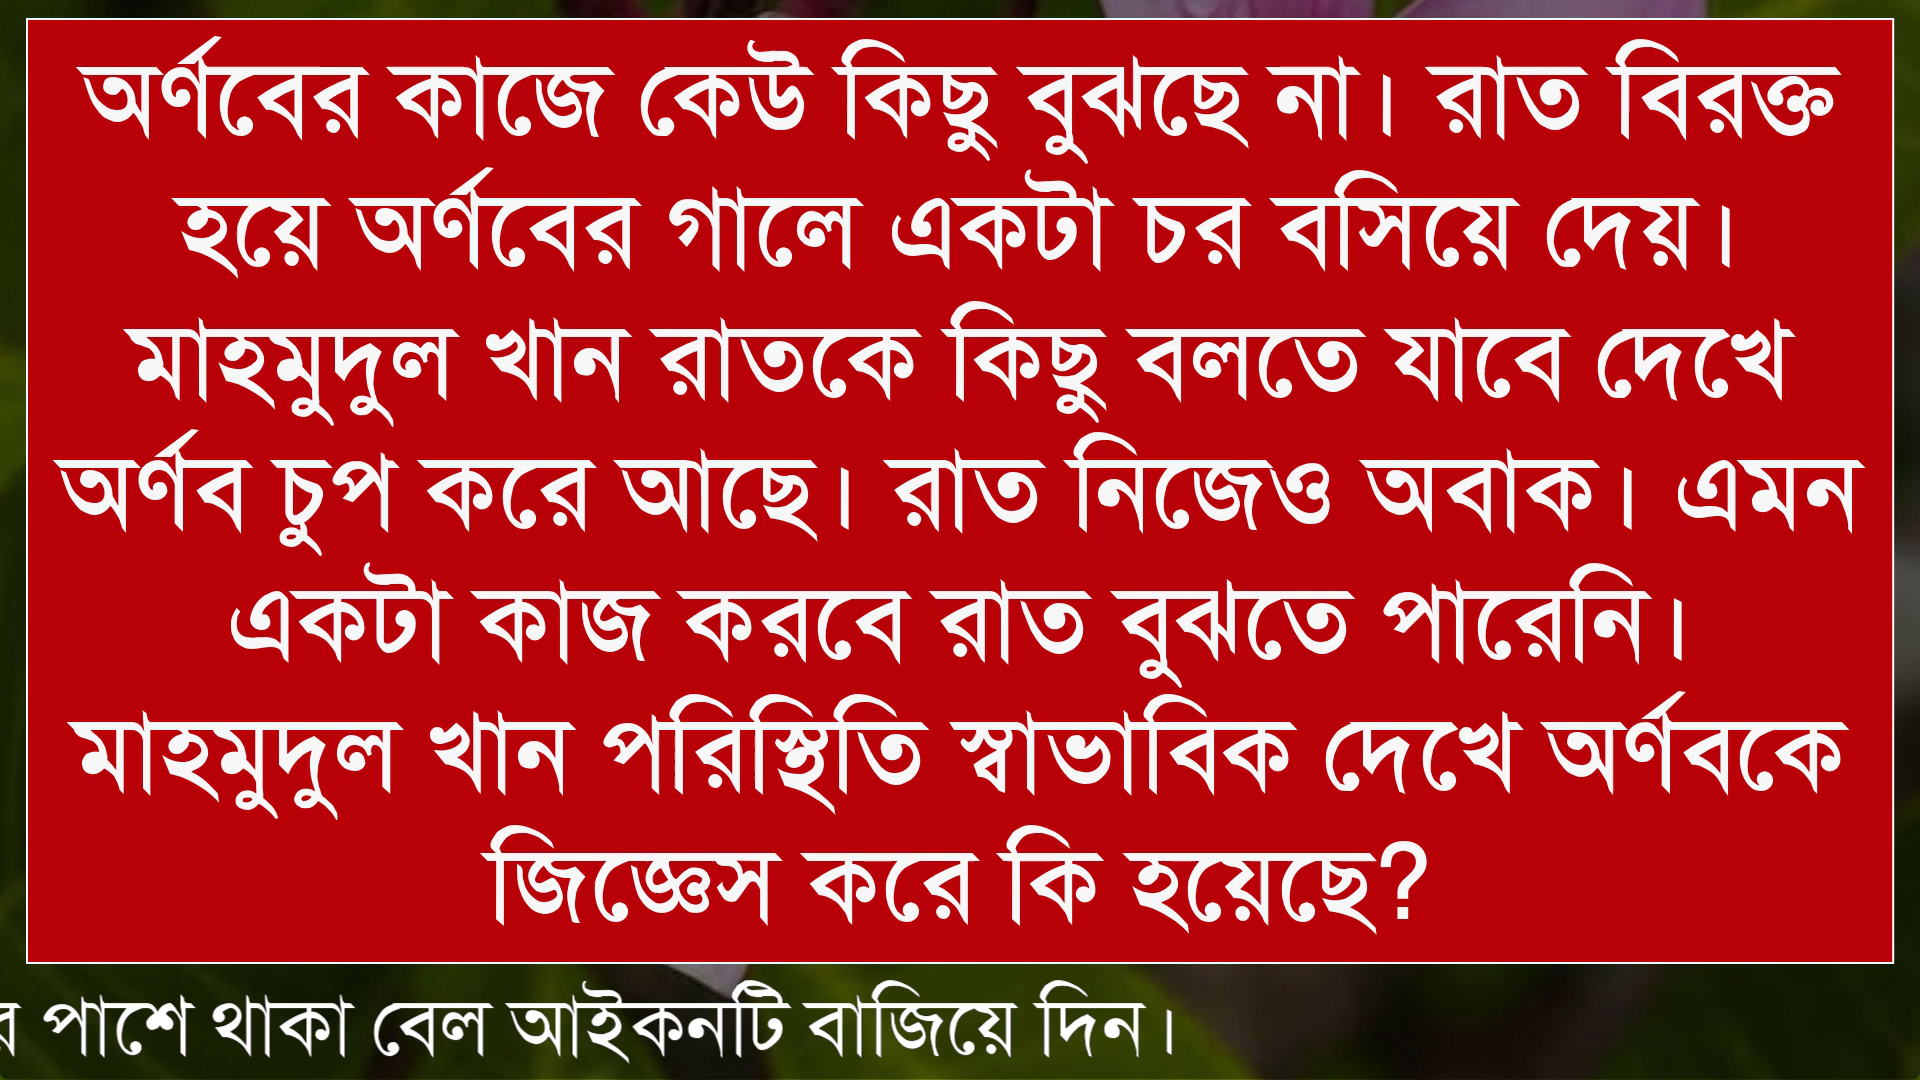 অর্ণবের কাজে কেউ কিছু বুঝছে না। রাত বিরক্ত
হয়ে অর্ণবের গালে একটা চর বসিয়ে দেয়।
মাহমুদুল খান রাতকে কিছু বলতে যাবে দেখে
অর্ণব চুপ করে আছে। রাত নিজেও অবাক। এমন
একটা কাজ করবে রাত বুঝতে পারেনি।
মাহমুদুল খান পরিস্থিতি স্বাভাবিক দেখে অর্ণবকে
জিজ্ঞেস করে কি হয়েছে?
পাশে থাকা বেল আইকনটি বাজিয়ে দিন।